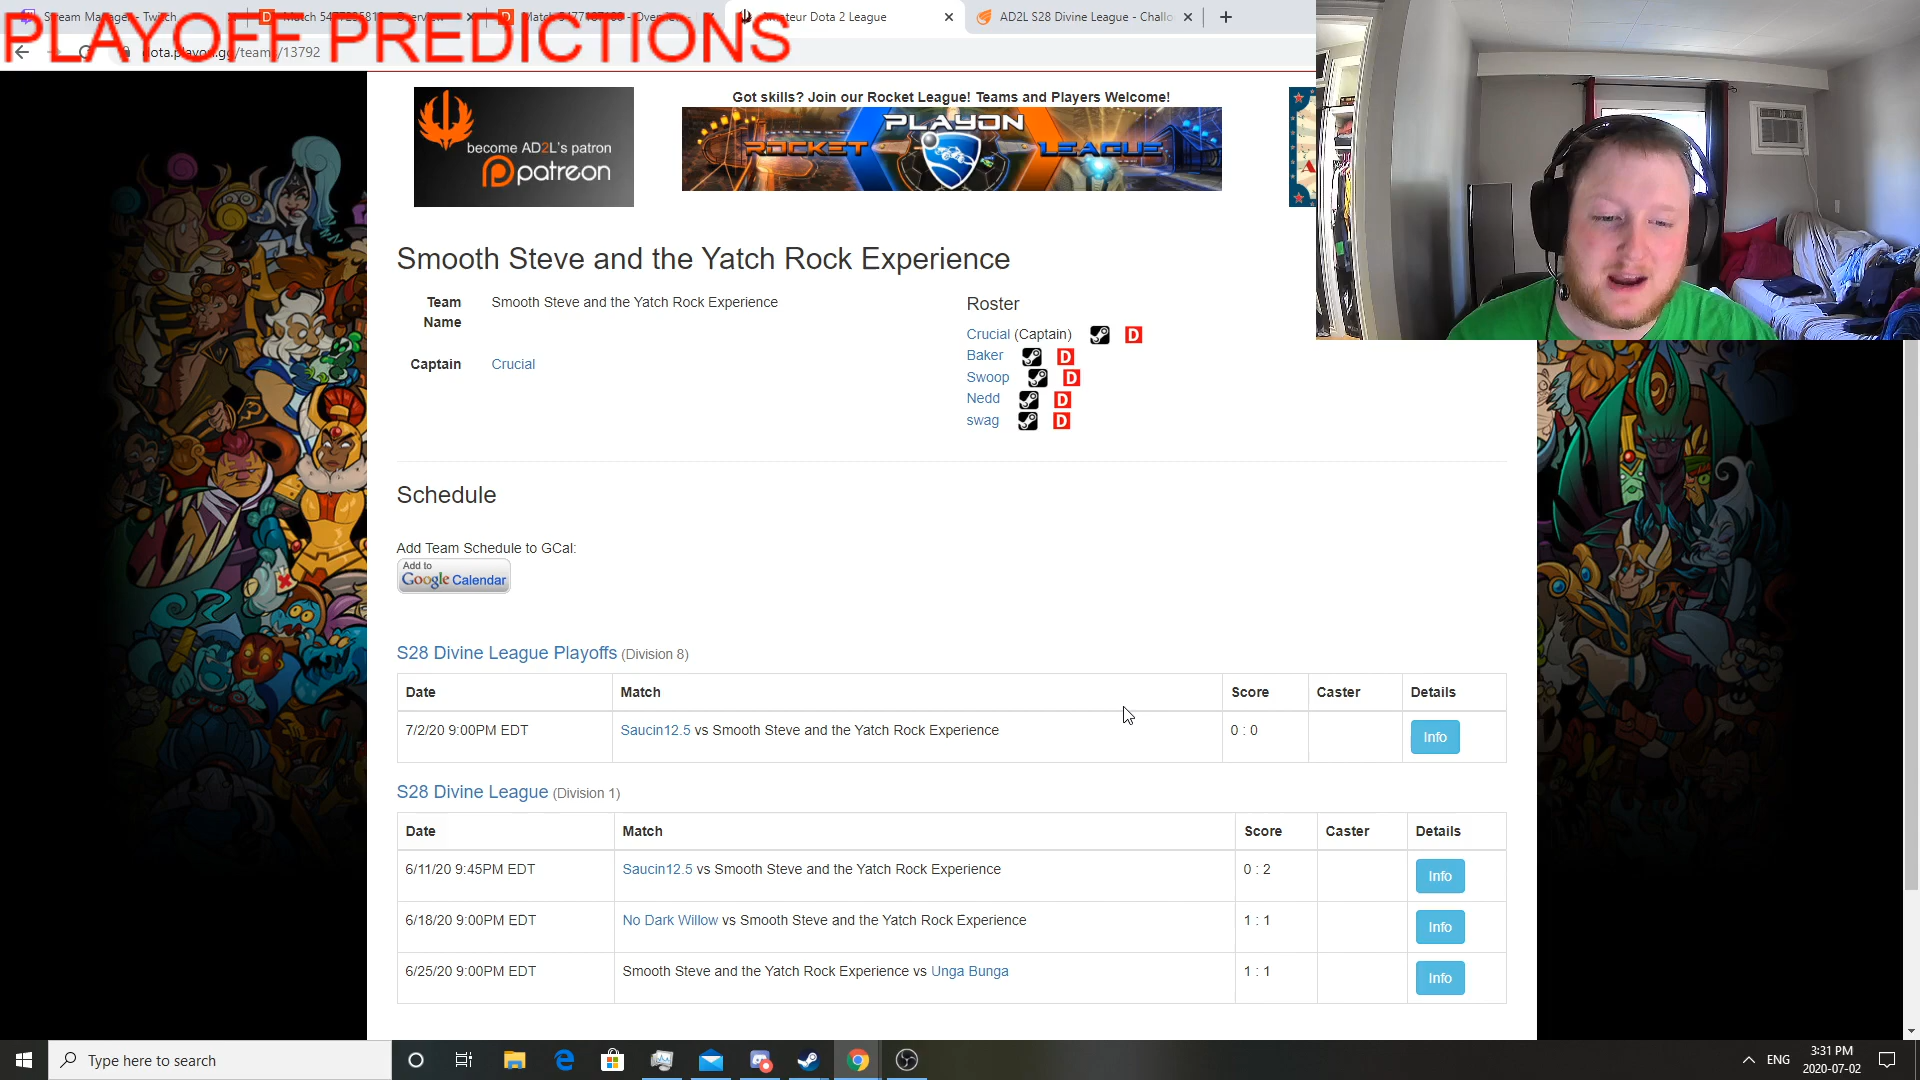 Stream Manager - Twitch
Amateur Dota 2 League
AD2L S28 Divine League - Challo
PLAYOFF PREDICTIONS
dota.playon.gg/teams/13792
become AD2L's patron
patreon
Got skills? Join our Rocket League! Teams and Players Welcome!
PLAYON
ROCKET LEAGUE
Smooth Steve and the Yatch Rock Experience
Team Name
Smooth Steve and the Yatch Rock Experience
Captain
Crucial
Roster
Crucial (Captain)
Baker
Swoop
Nedd
swag
Schedule
Add Team Schedule to GCal:
Add to
Google Calendar
S28 Divine League Playoffs (Division 8)
Date Match Score Caster Details
7/2/20 9:00PM EDT Saucin12.5 vs Smooth Steve and the Yatch Rock Experience 0 : 0 Info
S28 Divine League (Division 1)
Date Match Score Caster Details
6/11/20 9:45PM EDT Saucin12.5 vs Smooth Steve and the Yatch Rock Experience 0 : 2 Info
6/18/20 9:00PM EDT No Dark Willow vs Smooth Steve and the Yatch Rock Experience 1 : 1 Info
6/25/20 9:00PM EDT Smooth Steve and the Yatch Rock Experience vs Unga Bunga 1 : 1 Info
Type here to search
ENG
3:31 PM
2020-07-02